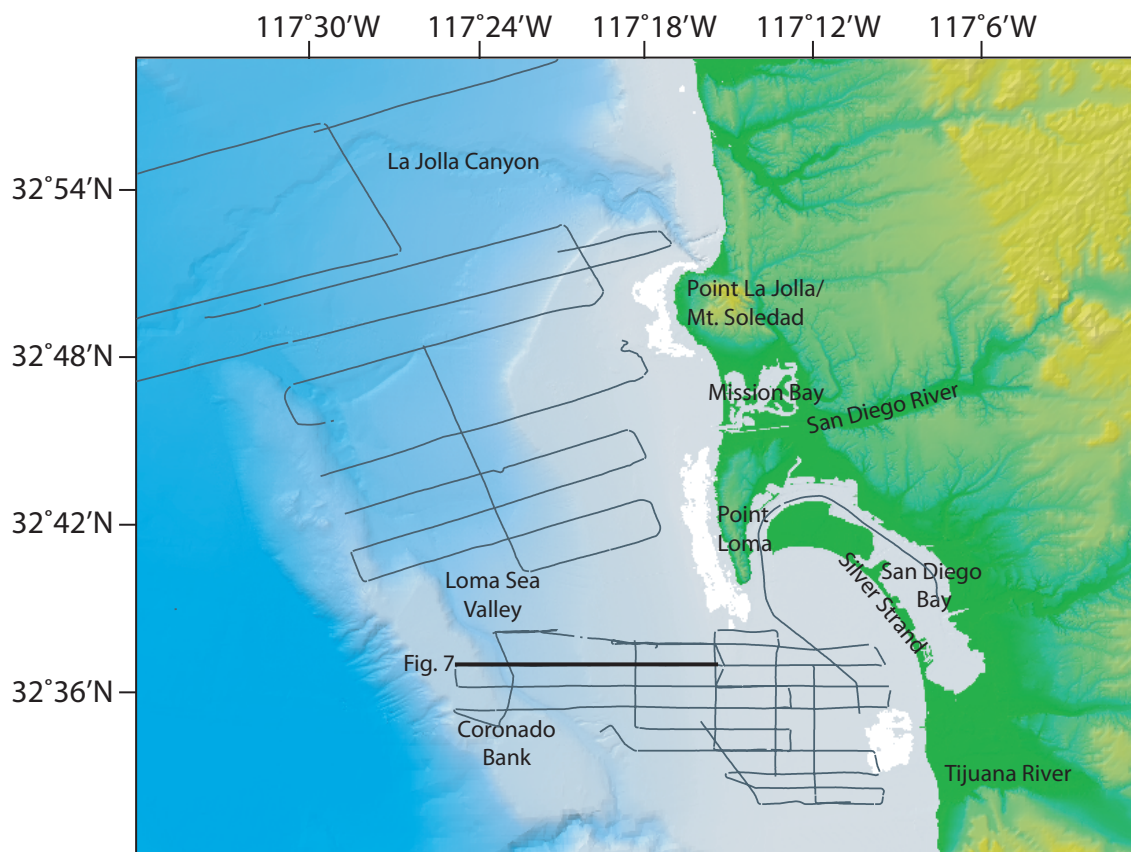 117°30′W 117°24′W 117°18′W 117°12′W 117°6′W
32°54′N
La Jolla Canyon
Point La Jolla/
Mt. Soledad
32°48′N
Mission Bay
San Diego River
32°42′N
Point
Loma
San Diego
Bay
Silver Strand
Loma Sea
Valley
Fig. 7
32°36′N
Coronado
Bank
Tijuana River